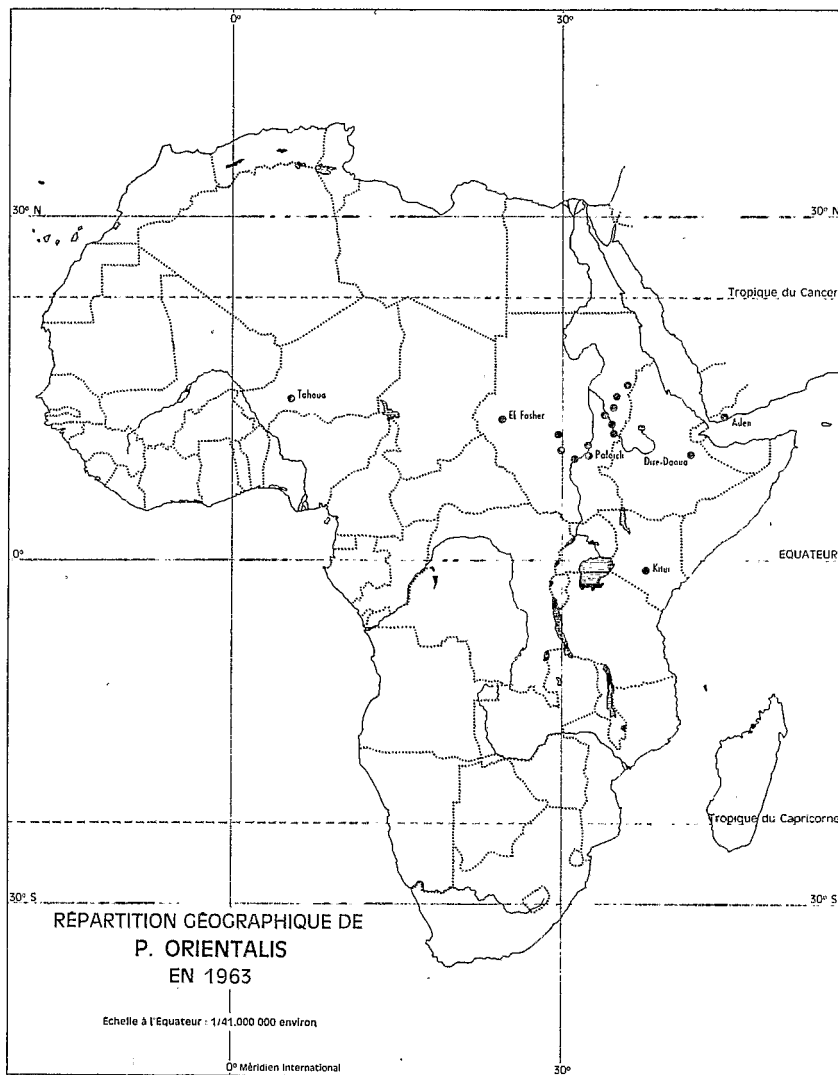 0°
30°
30° N
30° N
Tropique du Cancer
Tahoua
El Fasher
Aden
Paloïck
Dire-Daoua
0°
EQUATEUR
Kitui
Tropique du Capricorne
30° S
30° S
RÉPARTITION GÉOGRAPHIQUE DE
P. ORIENTALIS
EN 1963
Echelle à l'Equateur : 1/41.000 000 environ
0° Méridien International
30°